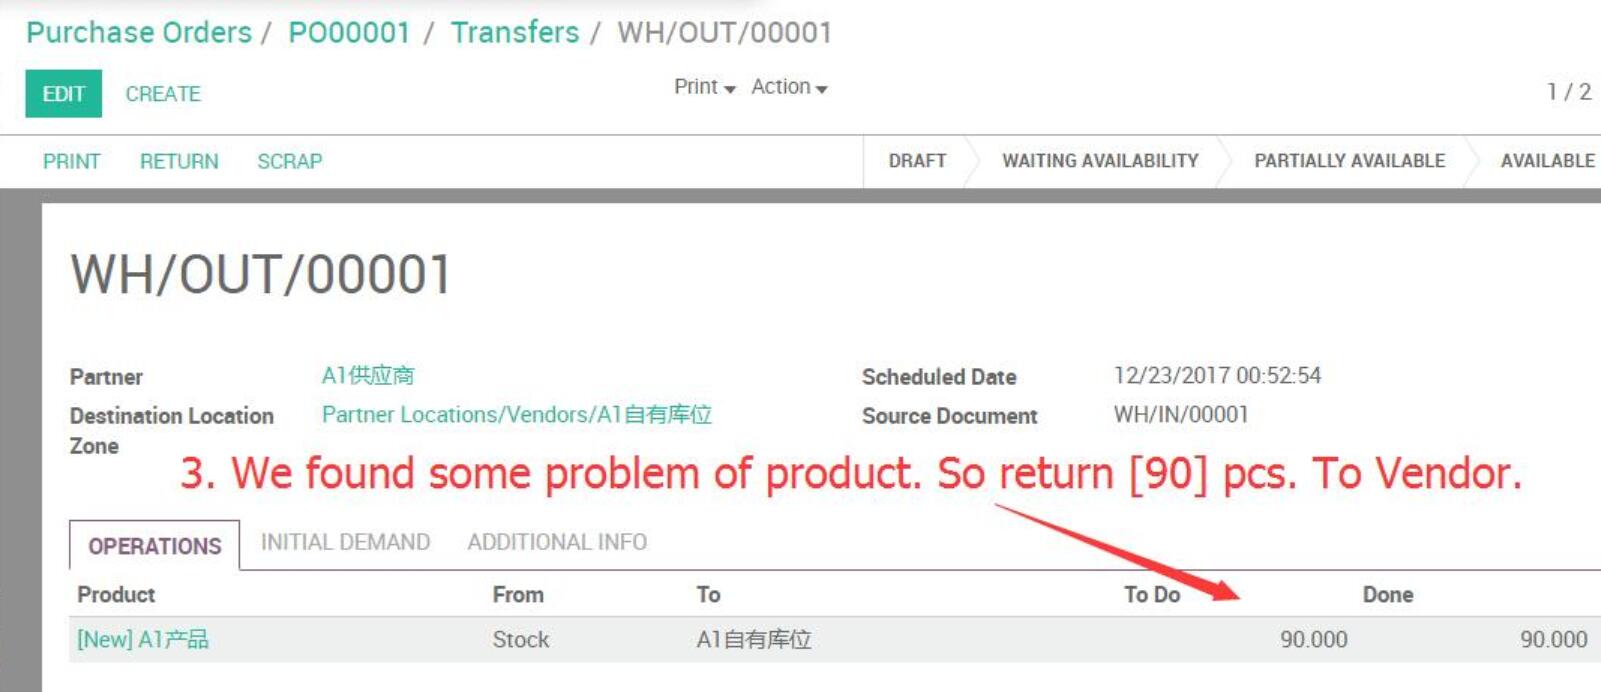 Purchase Orders / PO00001 / Transfers / WH/OUT/00001
EDIT CREATE Print Action 1 / 2
PRINT RETURN SCRAP DRAFT WAITING AVAILABILITY PARTIALLY AVAILABLE AVAILABLE
WH/OUT/00001
Partner A1供应商 Scheduled Date 12/23/2017 00:52:54
Destination Location Zone Partner Locations/Vendors/A1自有库位 Source Document WH/IN/00001
3. We found some problem of product. So return [90] pcs. To Vendor.
OPERATIONS INITIAL DEMAND ADDITIONAL INFO
Product From To To Do Done
[New] A1产品 Stock A1自有库位 90.000 90.000